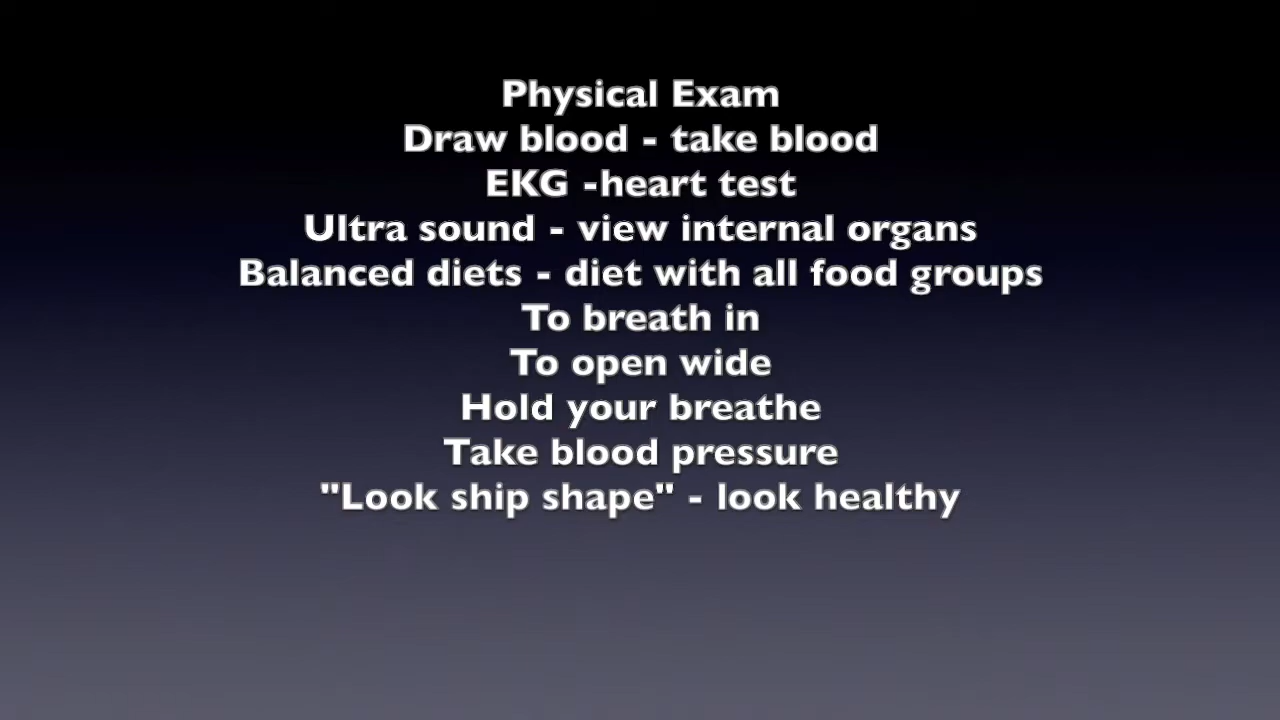 Physical Exam
Draw blood - take blood
EKG -heart test
Ultra sound - view internal organs
Balanced diets - diet with all food groups
To breath in
To open wide
Hold your breathe
Take blood pressure
"Look ship shape" - look healthy